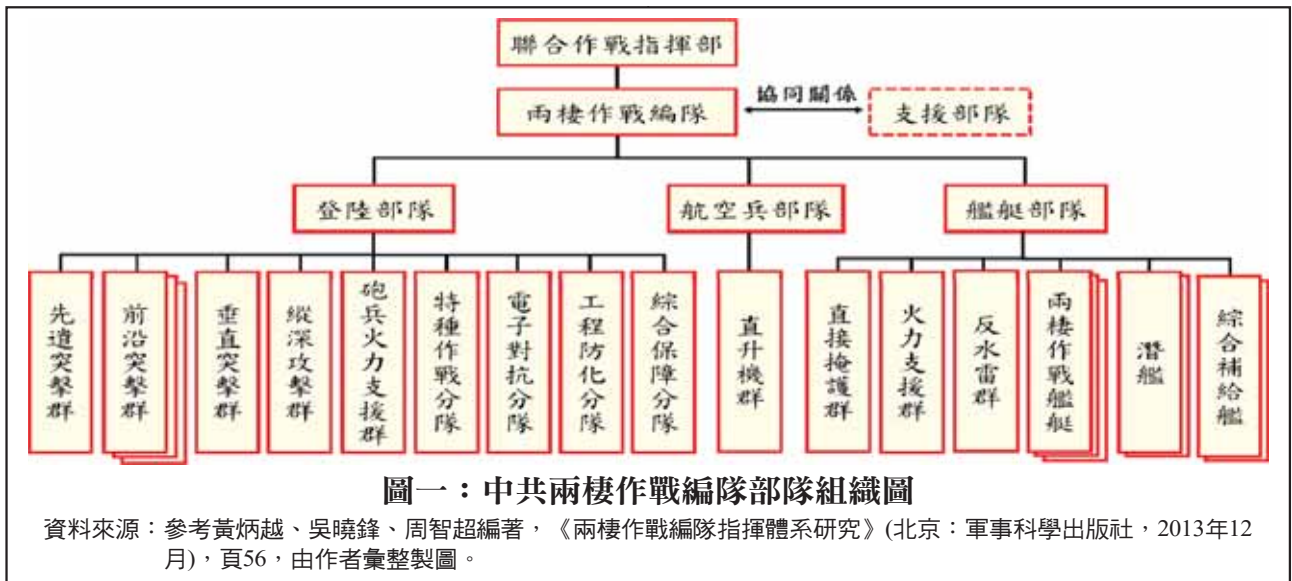 聯合作戰指揮部
兩棲作戰編隊
協同關係
支援部隊
登陸部隊
航空兵部隊
艦艇部隊
先遣突擊群
前沿突擊群
垂直突擊群
縱深攻擊群
砲兵火力支援群
特種作戰分隊
電子對抗分隊
工程防化分隊
綜合保障分隊
直升機群
直接掩護群
火力支援群
反水雷群
兩棲作戰艦艇
潛艦
綜合補給艦
圖一：中共兩棲作戰編隊部隊組織圖
資料來源：參考黃炳越、吳曉鋒、周智超編著，《兩棲作戰編隊指揮體系研究》(北京：軍事科學出版社，2013年12
月)，頁56，由作者彙整製圖。